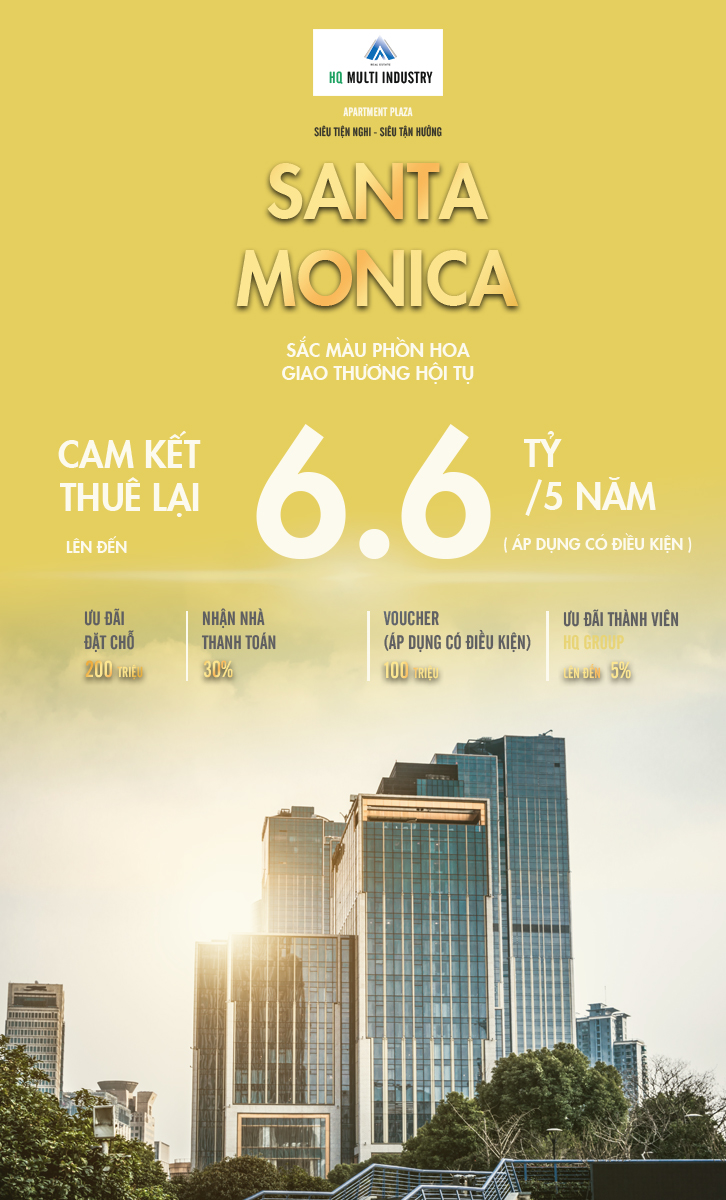 REAL ESTATE
HQ MULTI INDUSTRY
APARTMENT PLAZA
SIÊU TIỆN NGHI - SIÊU TẬN HƯỞNG
SANTA
MONICA
SẮC MÀU PHỒN HOA
GIAO THƯƠNG HỘI TỤ
CAM KẾT
THUÊ LẠI
LÊN ĐẾN
6.6
TỶ
/5 NĂM
( ÁP DỤNG CÓ ĐIỀU KIỆN )
ƯU ĐÃI
ĐẶT CHỖ
200 TRIỆU
NHẬN NHÀ
THANH TOÁN
30%
VOUCHER
(ÁP DỤNG CÓ ĐIỀU KIỆN)
100 TRIỆU
ƯU ĐÃI THÀNH VIÊN
HQ GROUP
LÊN ĐẾN 5%